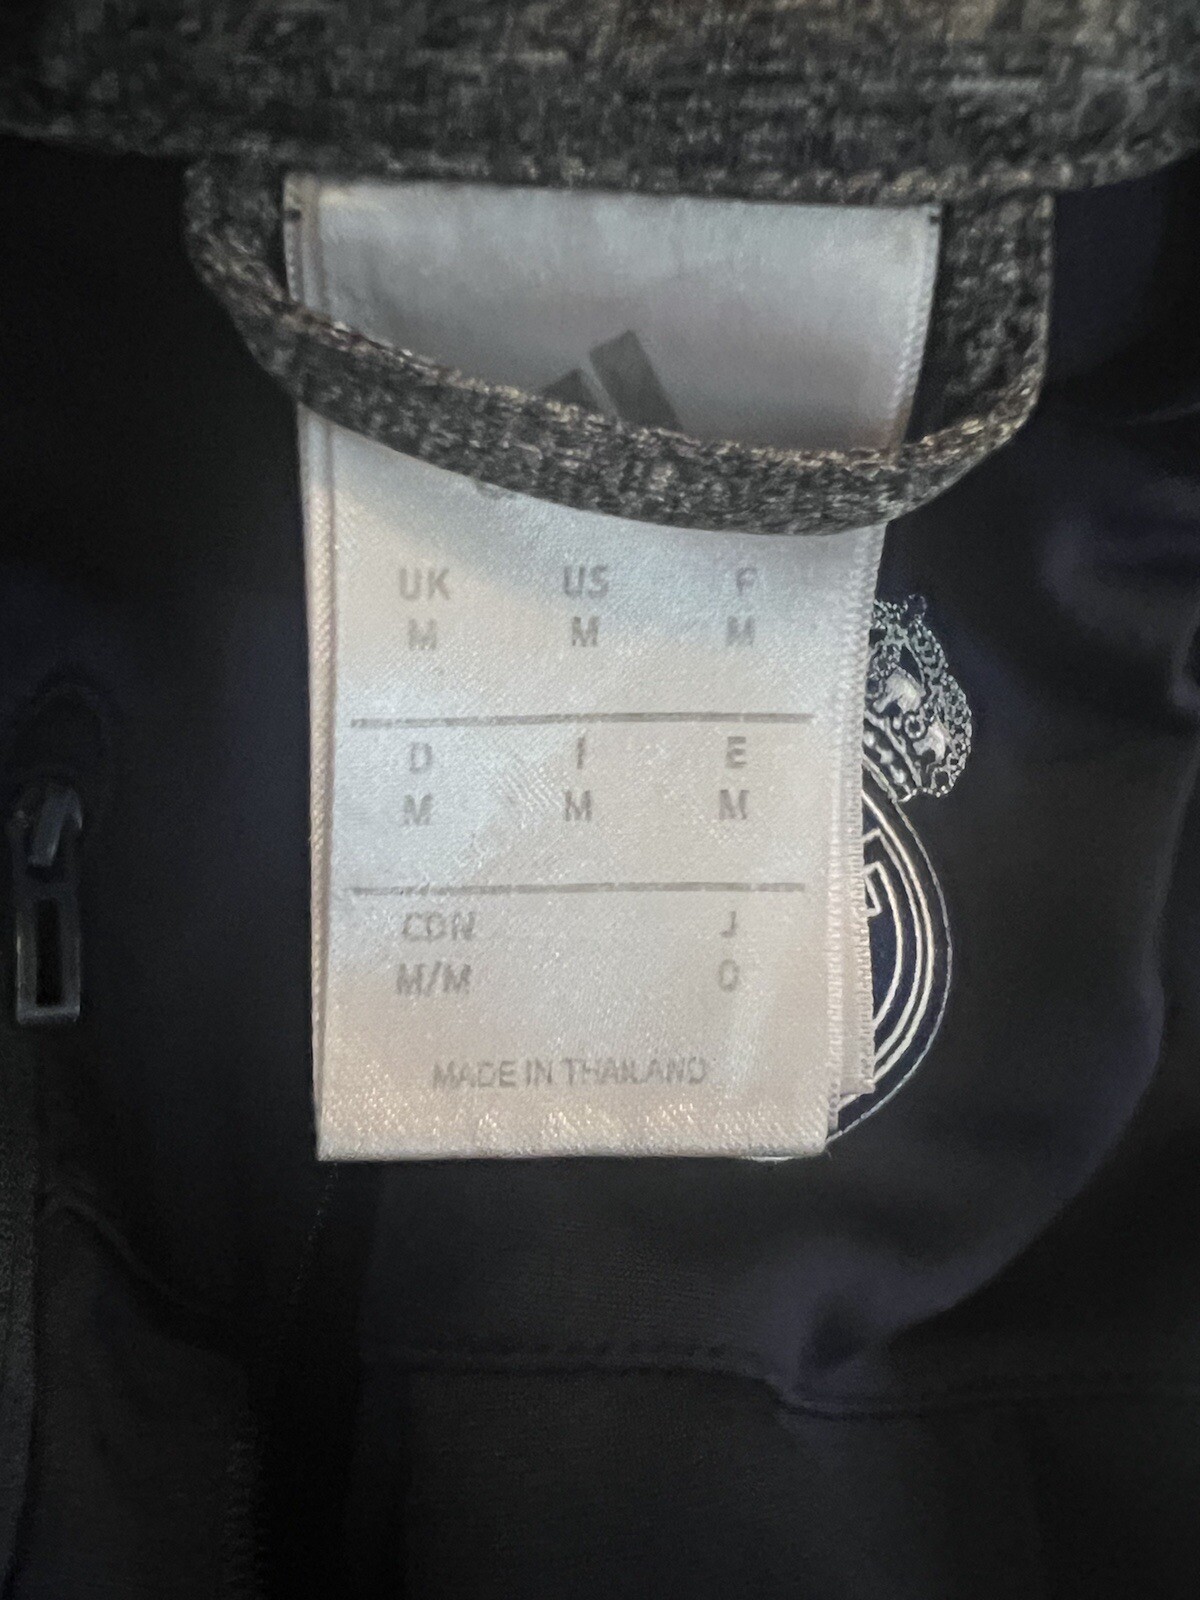 UK US F
M M M
D I E
M M M
CDN J
M/M O
MADE IN THAILAND